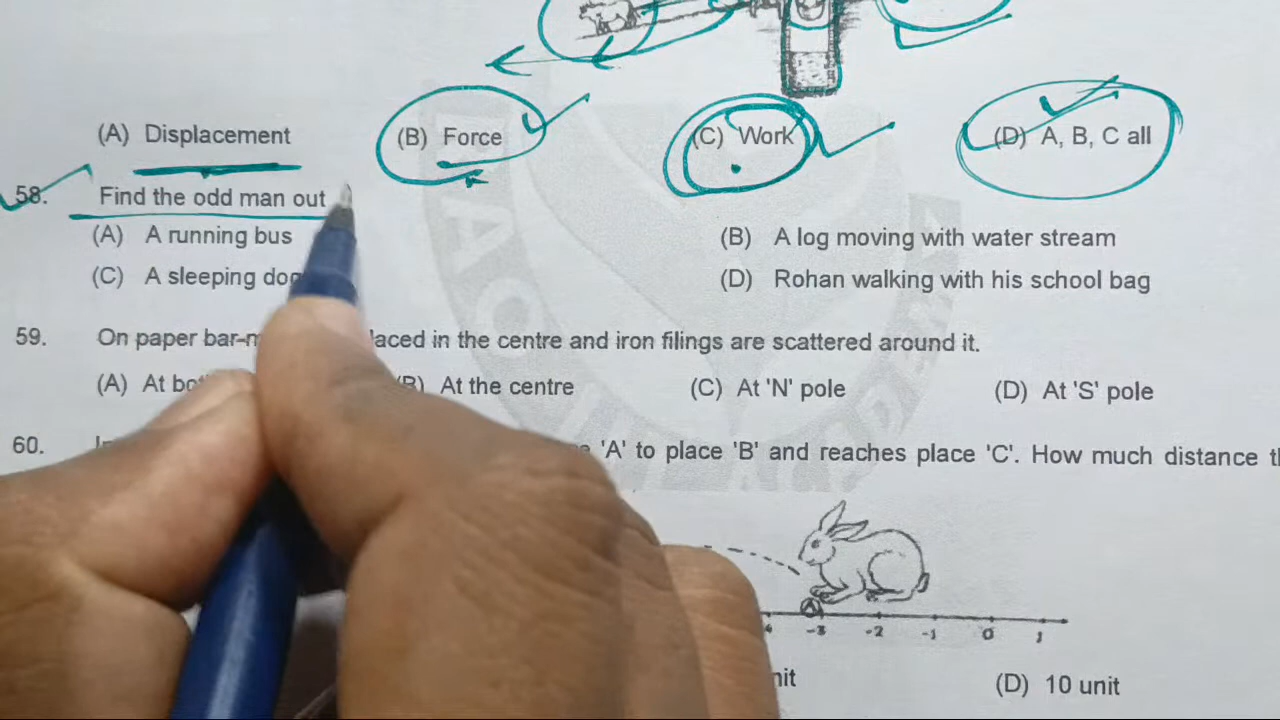 (A) Displacement (B) Force (C) Work (D) A, B, C all
58. Find the odd man out
(A) A running bus (B) A log moving with water stream
(C) A sleeping dog (D) Rohan walking with his school bag
59. On paper bar-m laced in the centre and iron filings are scattered around it.
(A) At bo (B) At the centre (C) At 'N' pole (D) At 'S' pole
60. 'A' to place 'B' and reaches place 'C'. How much distance t
A
-3 -2 -1 0 1
nit (D) 10 unit